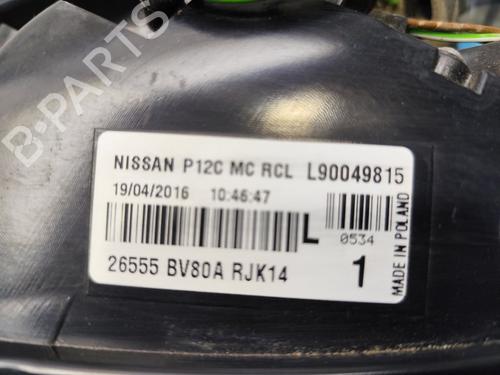 B-PARTS
NISSAN P12C MC RCL L90049815
19/04/2016 10:46:47
L 0534
26555 BV80A RJK14 1
MADE IN POLAND